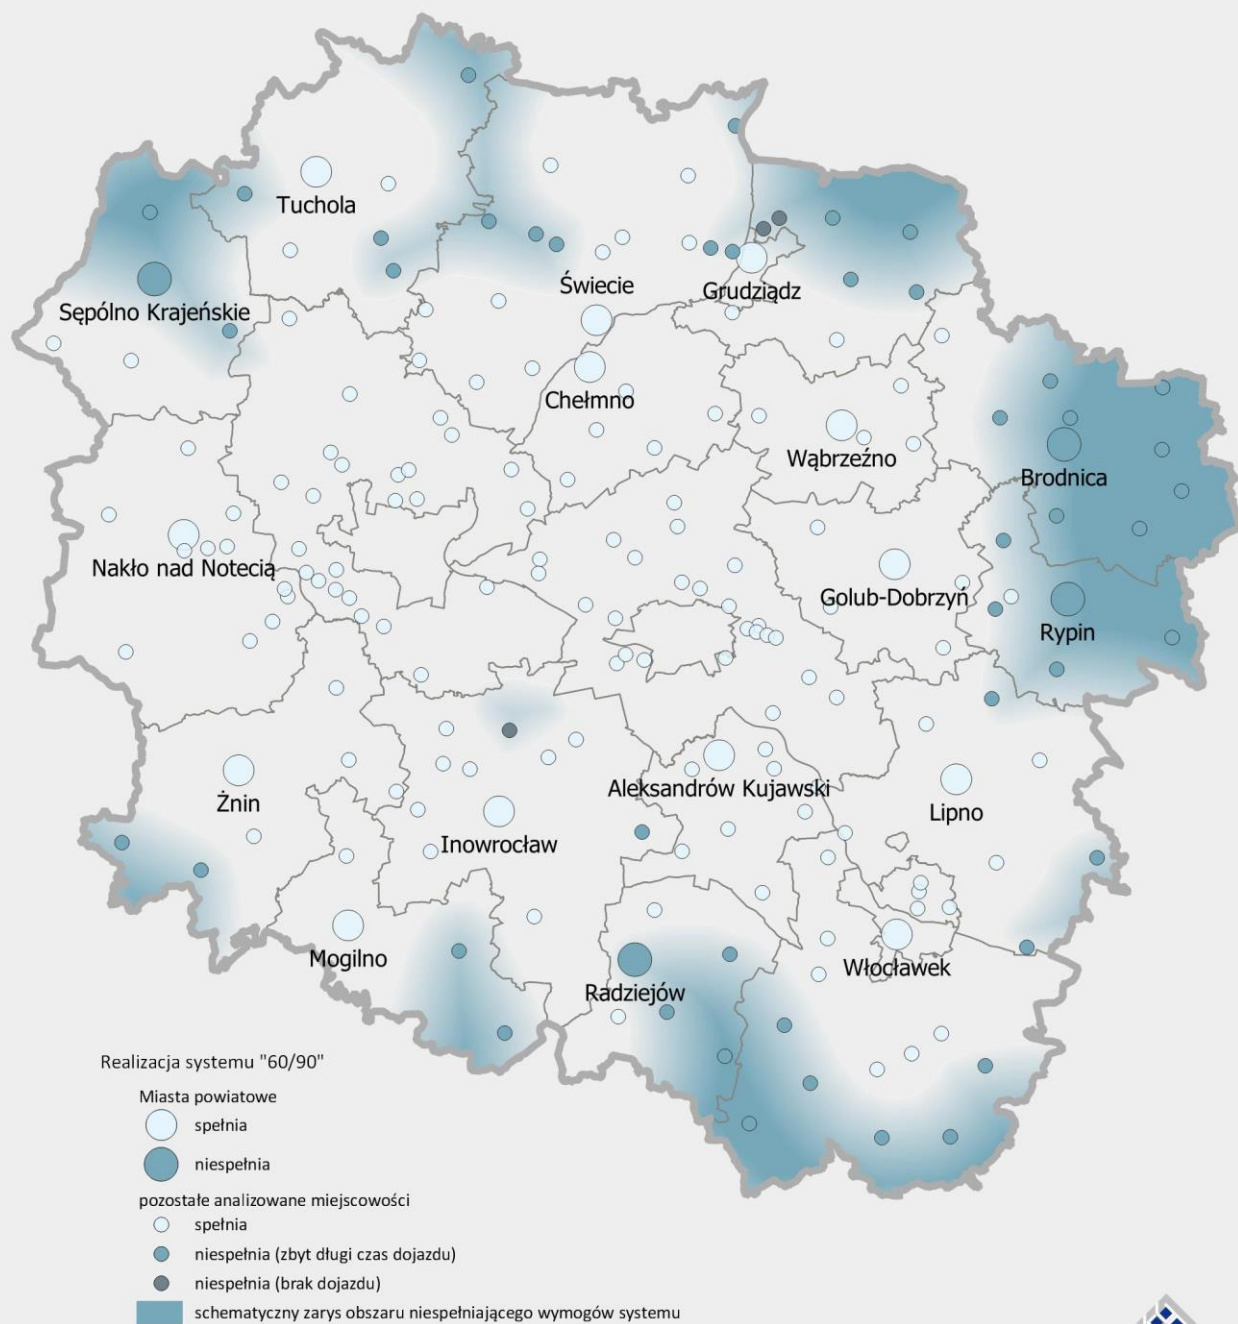 Tuchola
Świecie
Grudziądz
Sępólno Krajeńskie
Chełmno
Wąbrzeźno
Brodnica
Nakło nad Notecią
Golub-Dobrzyń
Rypin
Aleksandrów Kujawski
Żnin
Lipno
Inowrocław
Mogilno
Włocławek
Radziejów
Realizacja systemu "60/90"
Miasta powiatowe
spełnia
niespełnia
pozostałe analizowane miejscowości
spełnia
niespełnia (zbyt długi czas dojazdu)
niespełnia (brak dojazdu)
schematyczny zarys obszaru niespełniającego wymogów systemu